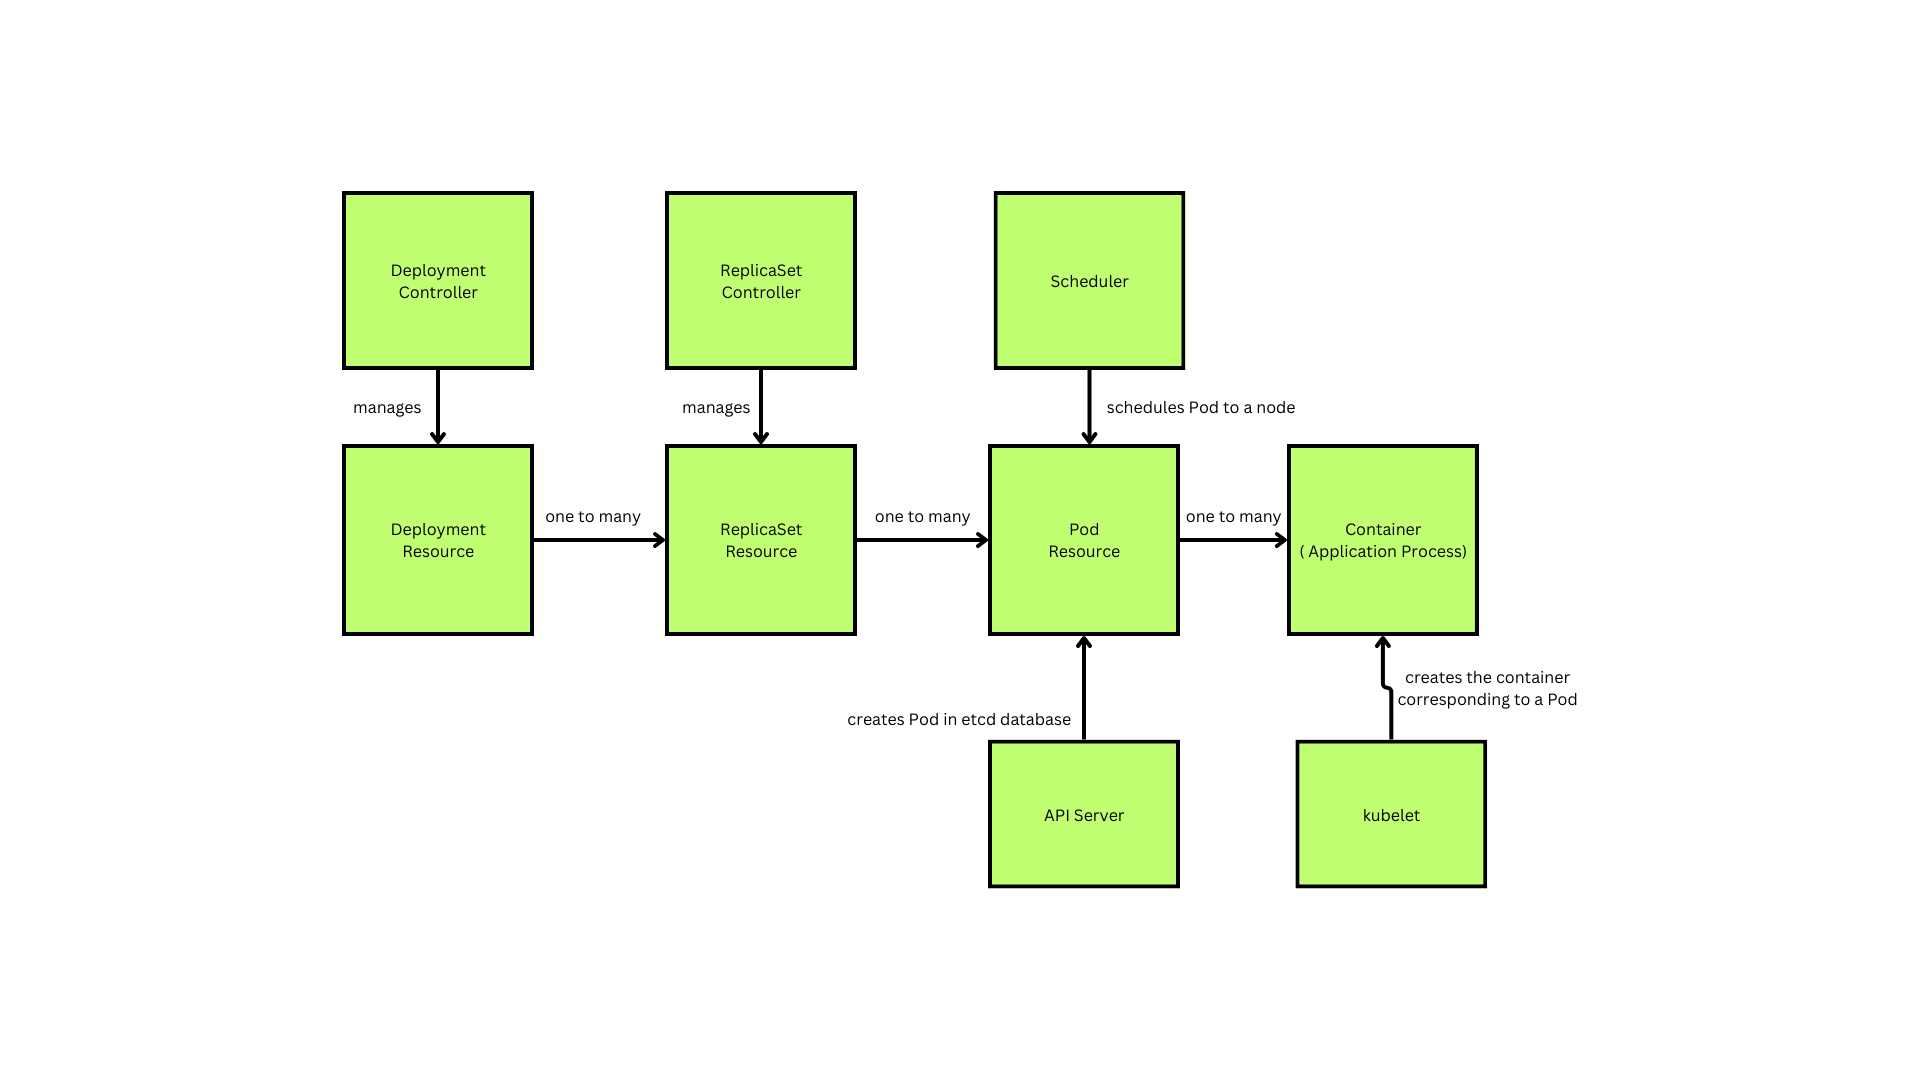 Deployment
Controller
ReplicaSet
Controller
Scheduler
manages
manages
schedules Pod to a node
Deployment
Resource
one to many
ReplicaSet
Resource
one to many
Pod
Resource
one to many
Container
( Application Process)
creates the container
corresponding to a Pod
creates Pod in etcd database
API Server
kubelet